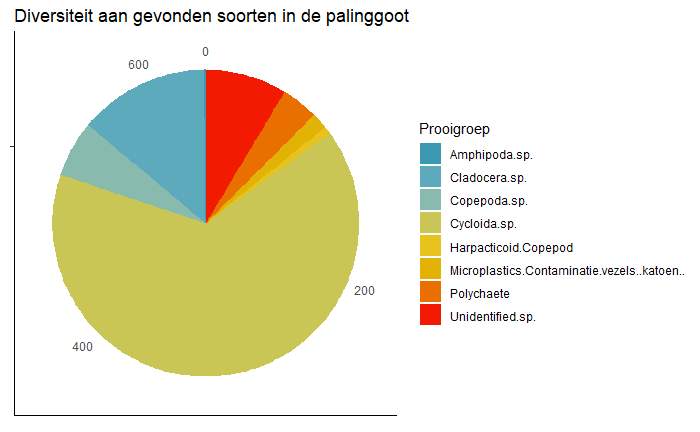 Diversiteit aan gevonden soorten in de palinggoot
0
600
200
400
Prooigroep
Amphipoda.sp.
Cladocera.sp.
Copepoda.sp.
Cycloida.sp.
Harpacticoid.Copepod
Microplastics.Contaminatie.vezels..katoen..
Polychaete
Unidentified.sp.